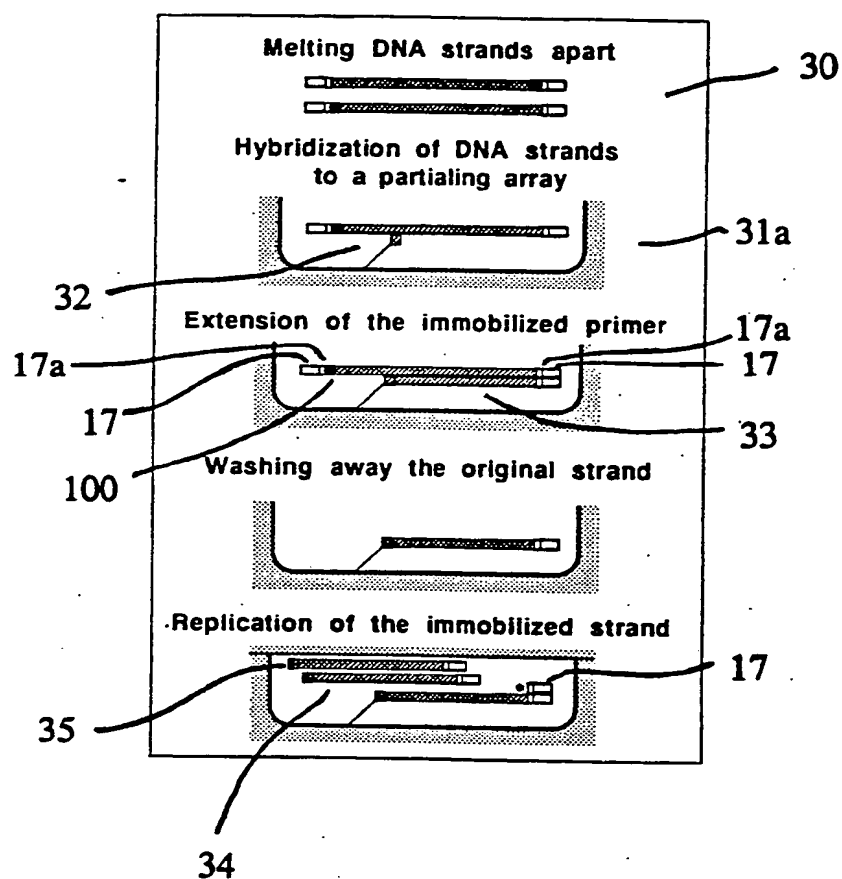 Melting DNA strands apart
30
Hybridization of DNA strands
to a partialing array
31a
32
Extension of the immobilized primer
17a
17a
17
17
33
100
Washing away the original strand
.Replication of the immobilized strand
17
35
34